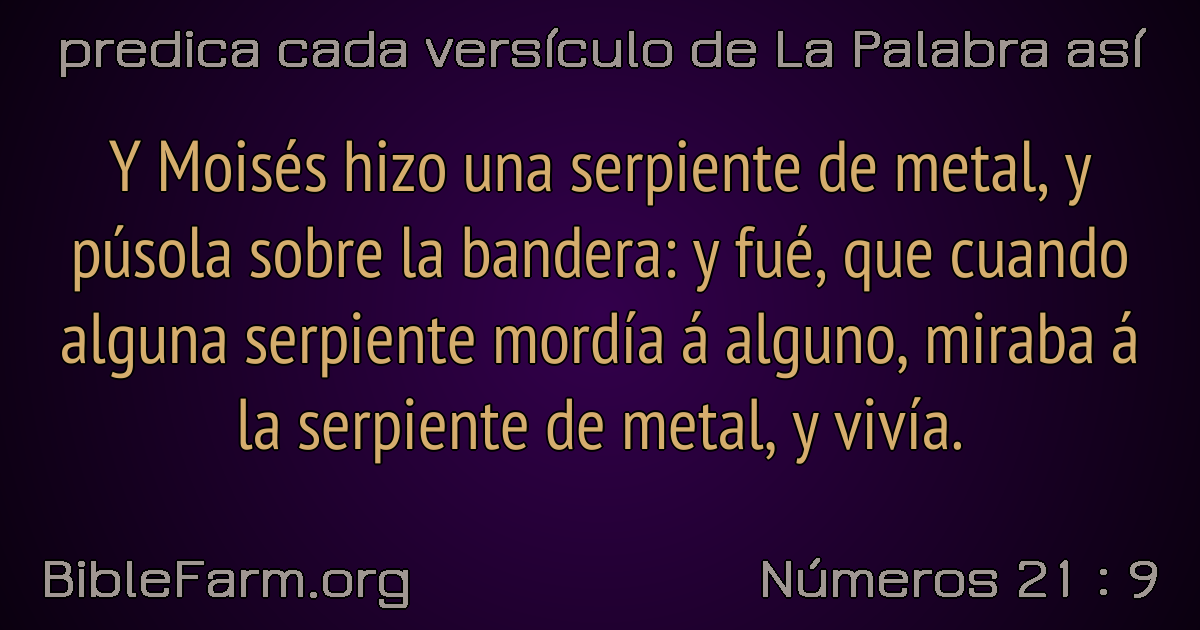 predica cada versículo de La Palabra así
Y Moisés hizo una serpiente de metal, y
púsola sobre la bandera: y fué, que cuando
alguna serpiente mordía á alguno, miraba á
la serpiente de metal, y vivía.
BibleFarm.org
Números 21 : 9